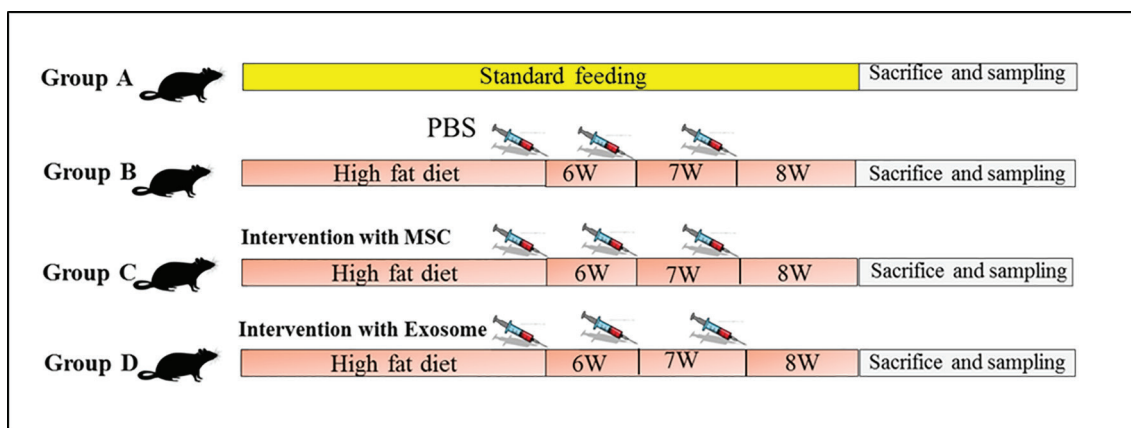 Group A
Standard feeding
Sacrifice and sampling
PBS
Group B
High fat diet
6W
7W
8W
Sacrifice and sampling
Intervention with MSC
Group C
High fat diet
6W
7W
8W
Sacrifice and sampling
Intervention with Exosome
Group D
High fat diet
6W
7W
8W
Sacrifice and sampling